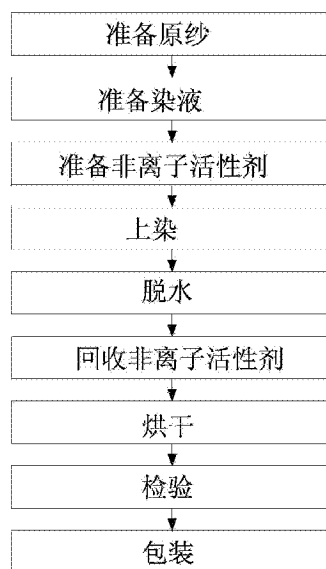 准备原纱
准备染液
准备非离子活性剂
上染
脱水
回收非离子活性剂
烘干
检验
包装